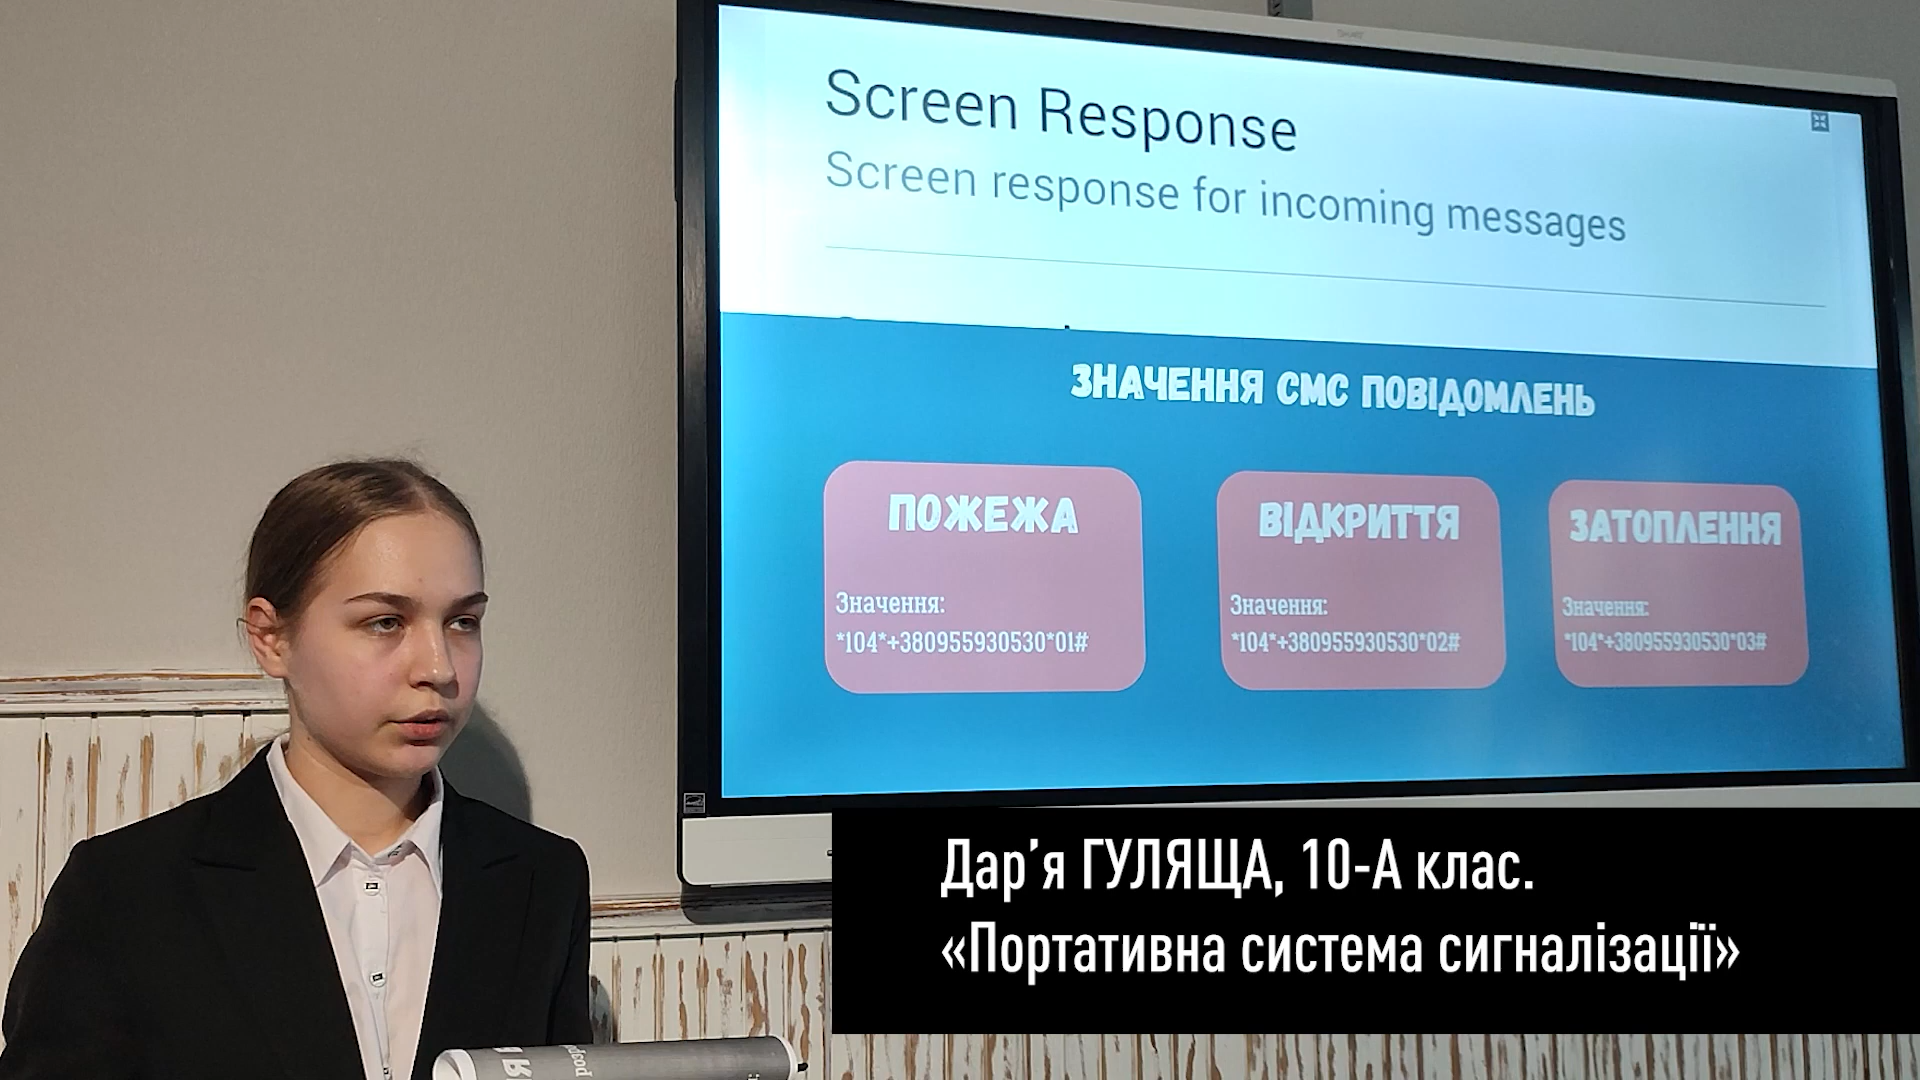 Screen Response
Screen response for incoming messages
ЗНАЧЕННЯ СМС ПОВІДОМЛЕНЬ
ПОЖЕЖА
Значення:
*104*+380955930530*01#
ВІДКРИТТЯ
Значення:
*104*+380955930530*02#
ЗАТОПЛЕННЯ
Значення:
*104*+380955930530*03#
Дар’я ГУЛЯЩА, 10-А клас.
«Портативна система сигналізації»